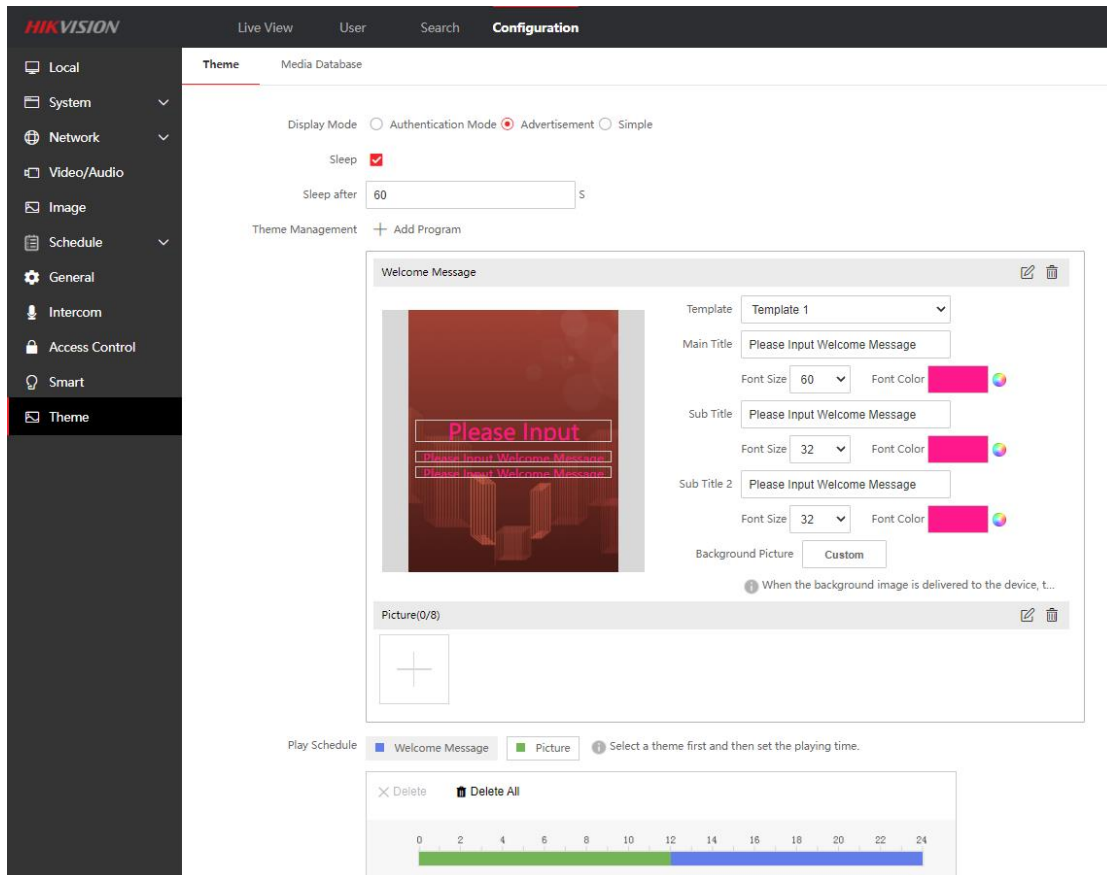 HIKVISION Live View User Search Configuration
Local
System
Network
Video/Audio
Image
Schedule
General
Intercom
Access Control
Smart
Theme
Theme Media Database
Display Mode Authentication Mode Advertisement Simple
Sleep
Sleep after 60 S
Theme Management Add Program
Welcome Message
Please Input
Please Input Welcome Message
Please Input Welcome Message
Template Template 1
Main Title Please Input Welcome Message
Font Size 60 Font Color
Sub Title Please Input Welcome Message
Font Size 32 Font Color
Sub Title 2 Please Input Welcome Message
Font Size 32 Font Color
Background Picture Custom
When the background image is delivered to the device, t...
Picture(0/8)
Play Schedule Welcome Message Picture Select a theme first and then set the playing time.
Delete Delete All
0 2 4 6 8 10 12 14 16 18 20 22 24